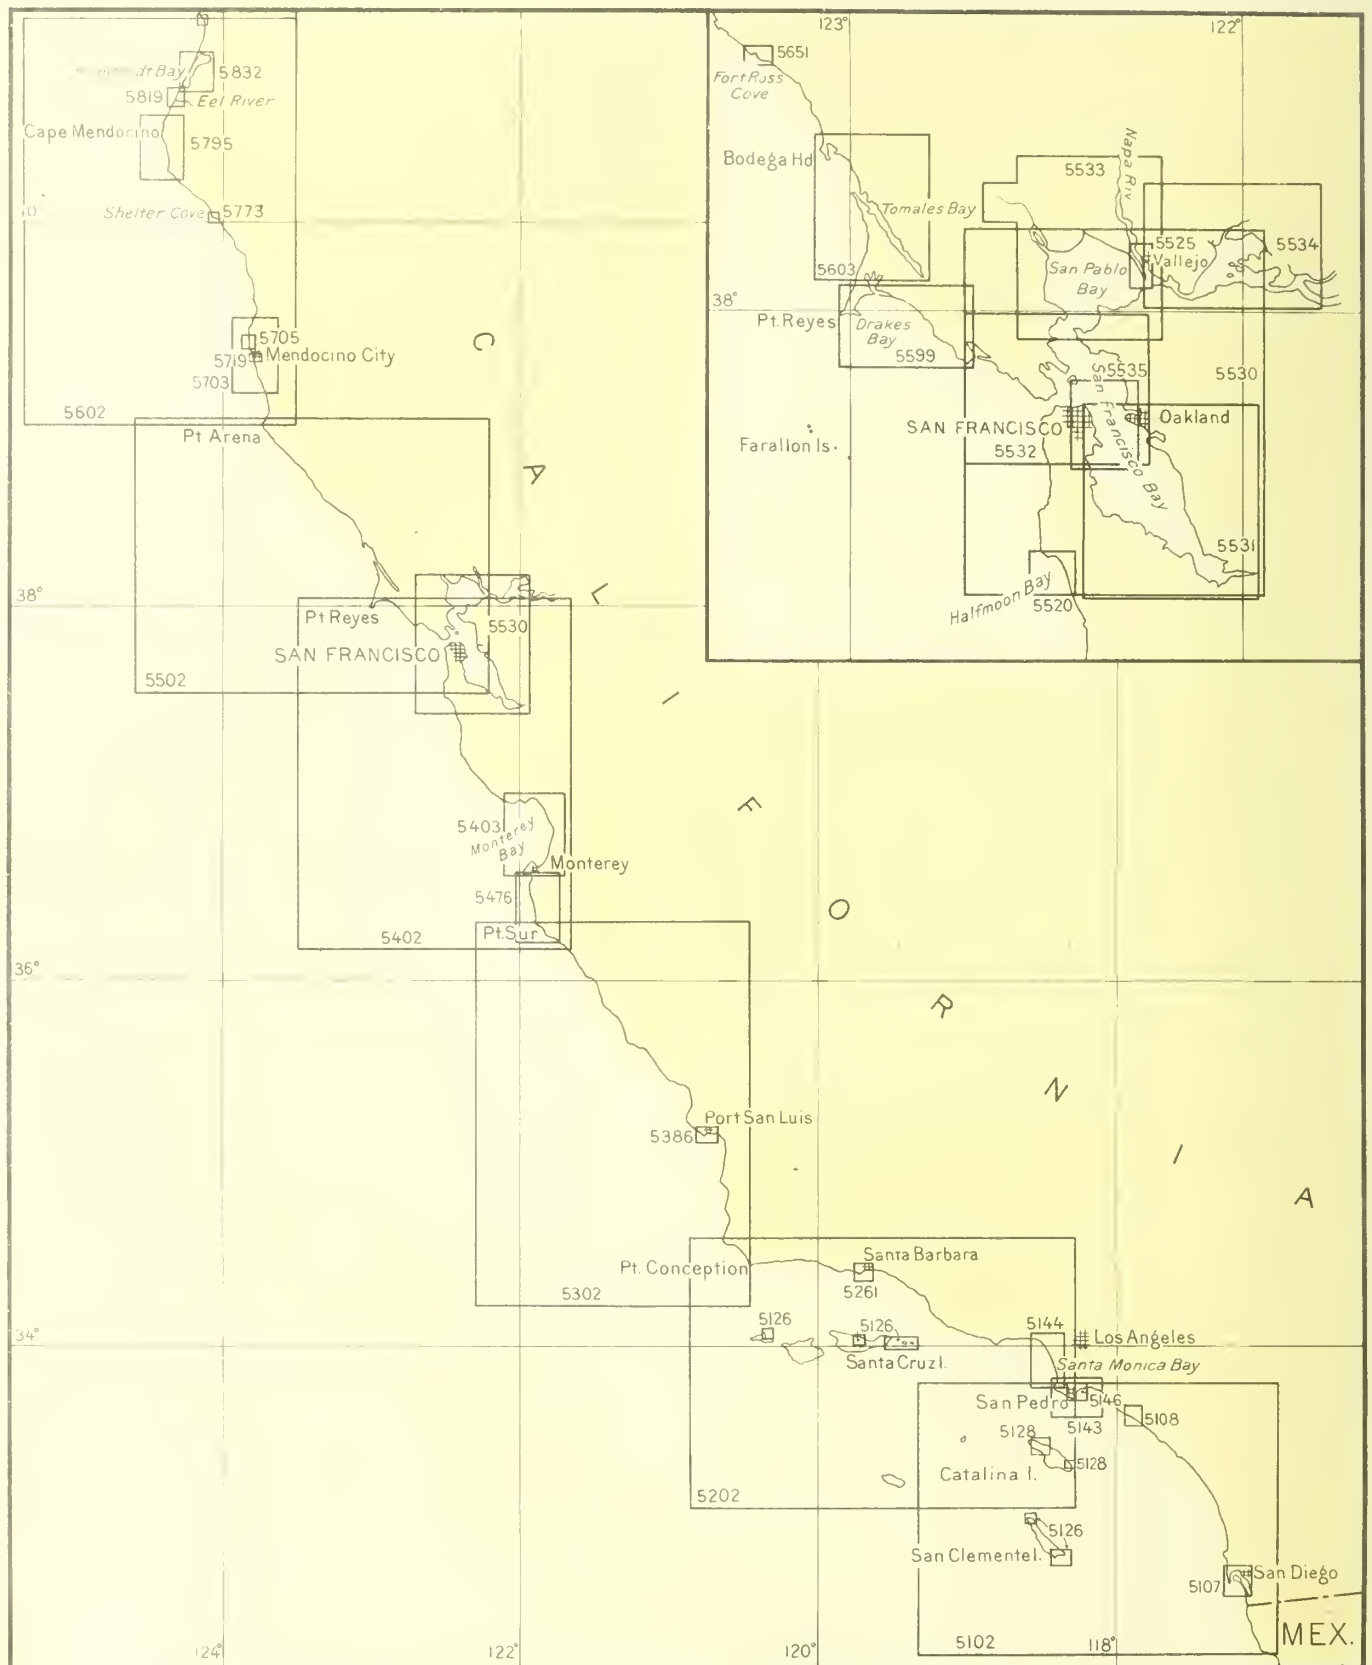 5832
5819
Eel River
Cape Mendocino
5795
Shelter Cove
5773
5705
5719
Mendocino City
5703
5602
Pt Arena
Pt Reyes
5530
SAN FRANCISCO
5502
5403
Monterey
Bay
Monterey
5476
Pt. Sur
5402
36°
38°
Port San Luis
5386
Pt. Conception
5302
Santa Barbara
5261
34°
5126
5126
Santa Cruz I.
5144
Los Angeles
Santa Monica Bay
San Pedro
5146
5143
5108
5128
5128
Catalina I.
5202
5126
San Clemente I.
5107
San Diego
5102
MEX.
124°
122°
120°
118°
CALIFORNIA
123°
122°
5651
Fort Ross
Cove
Bodega Hd
Tomales Bay
5603
38°
Pt. Reyes
Drakes
Bay
5599
Napa Riv
5533
5525
Vallejo
5534
San Pablo
Bay
5535
5530
SAN FRANCISCO
Oakland
San Francisco Bay
5532
Farallon Is.
5531
Halfmoon Bay
5520